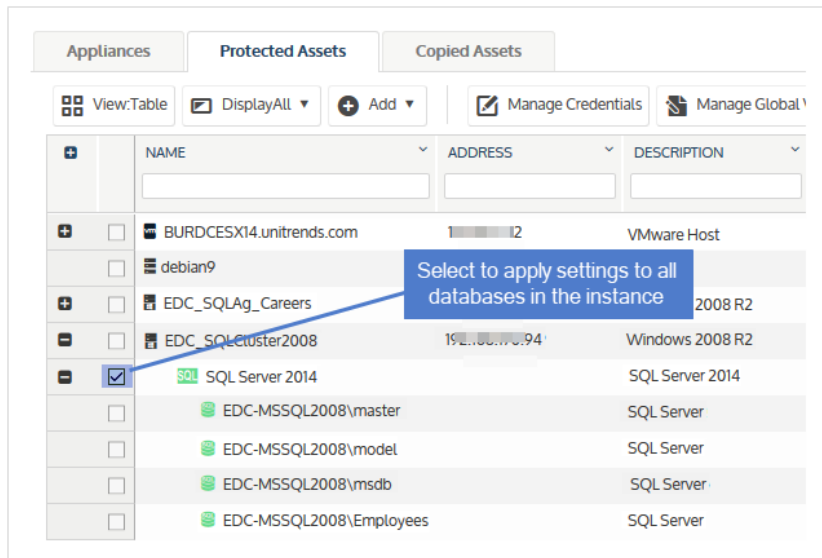 Appliances Protected Assets Copied Assets
View:Table DisplayAll Add Manage Credentials Manage Global
NAME ADDRESS DESCRIPTION
BURDCESX14.unitrends.com VMware Host
debian9
Select to apply settings to all
databases in the instance
EDC_SQLAg_Careers 2008 R2
EDC_SQLCluster2008 Windows 2008 R2
SQL SQL Server 2014 SQL Server 2014
EDC-MSSQL2008\master SQL Server
EDC-MSSQL2008\model SQL Server
EDC-MSSQL2008\msdb SQL Server
EDC-MSSQL2008\Employees SQL Server